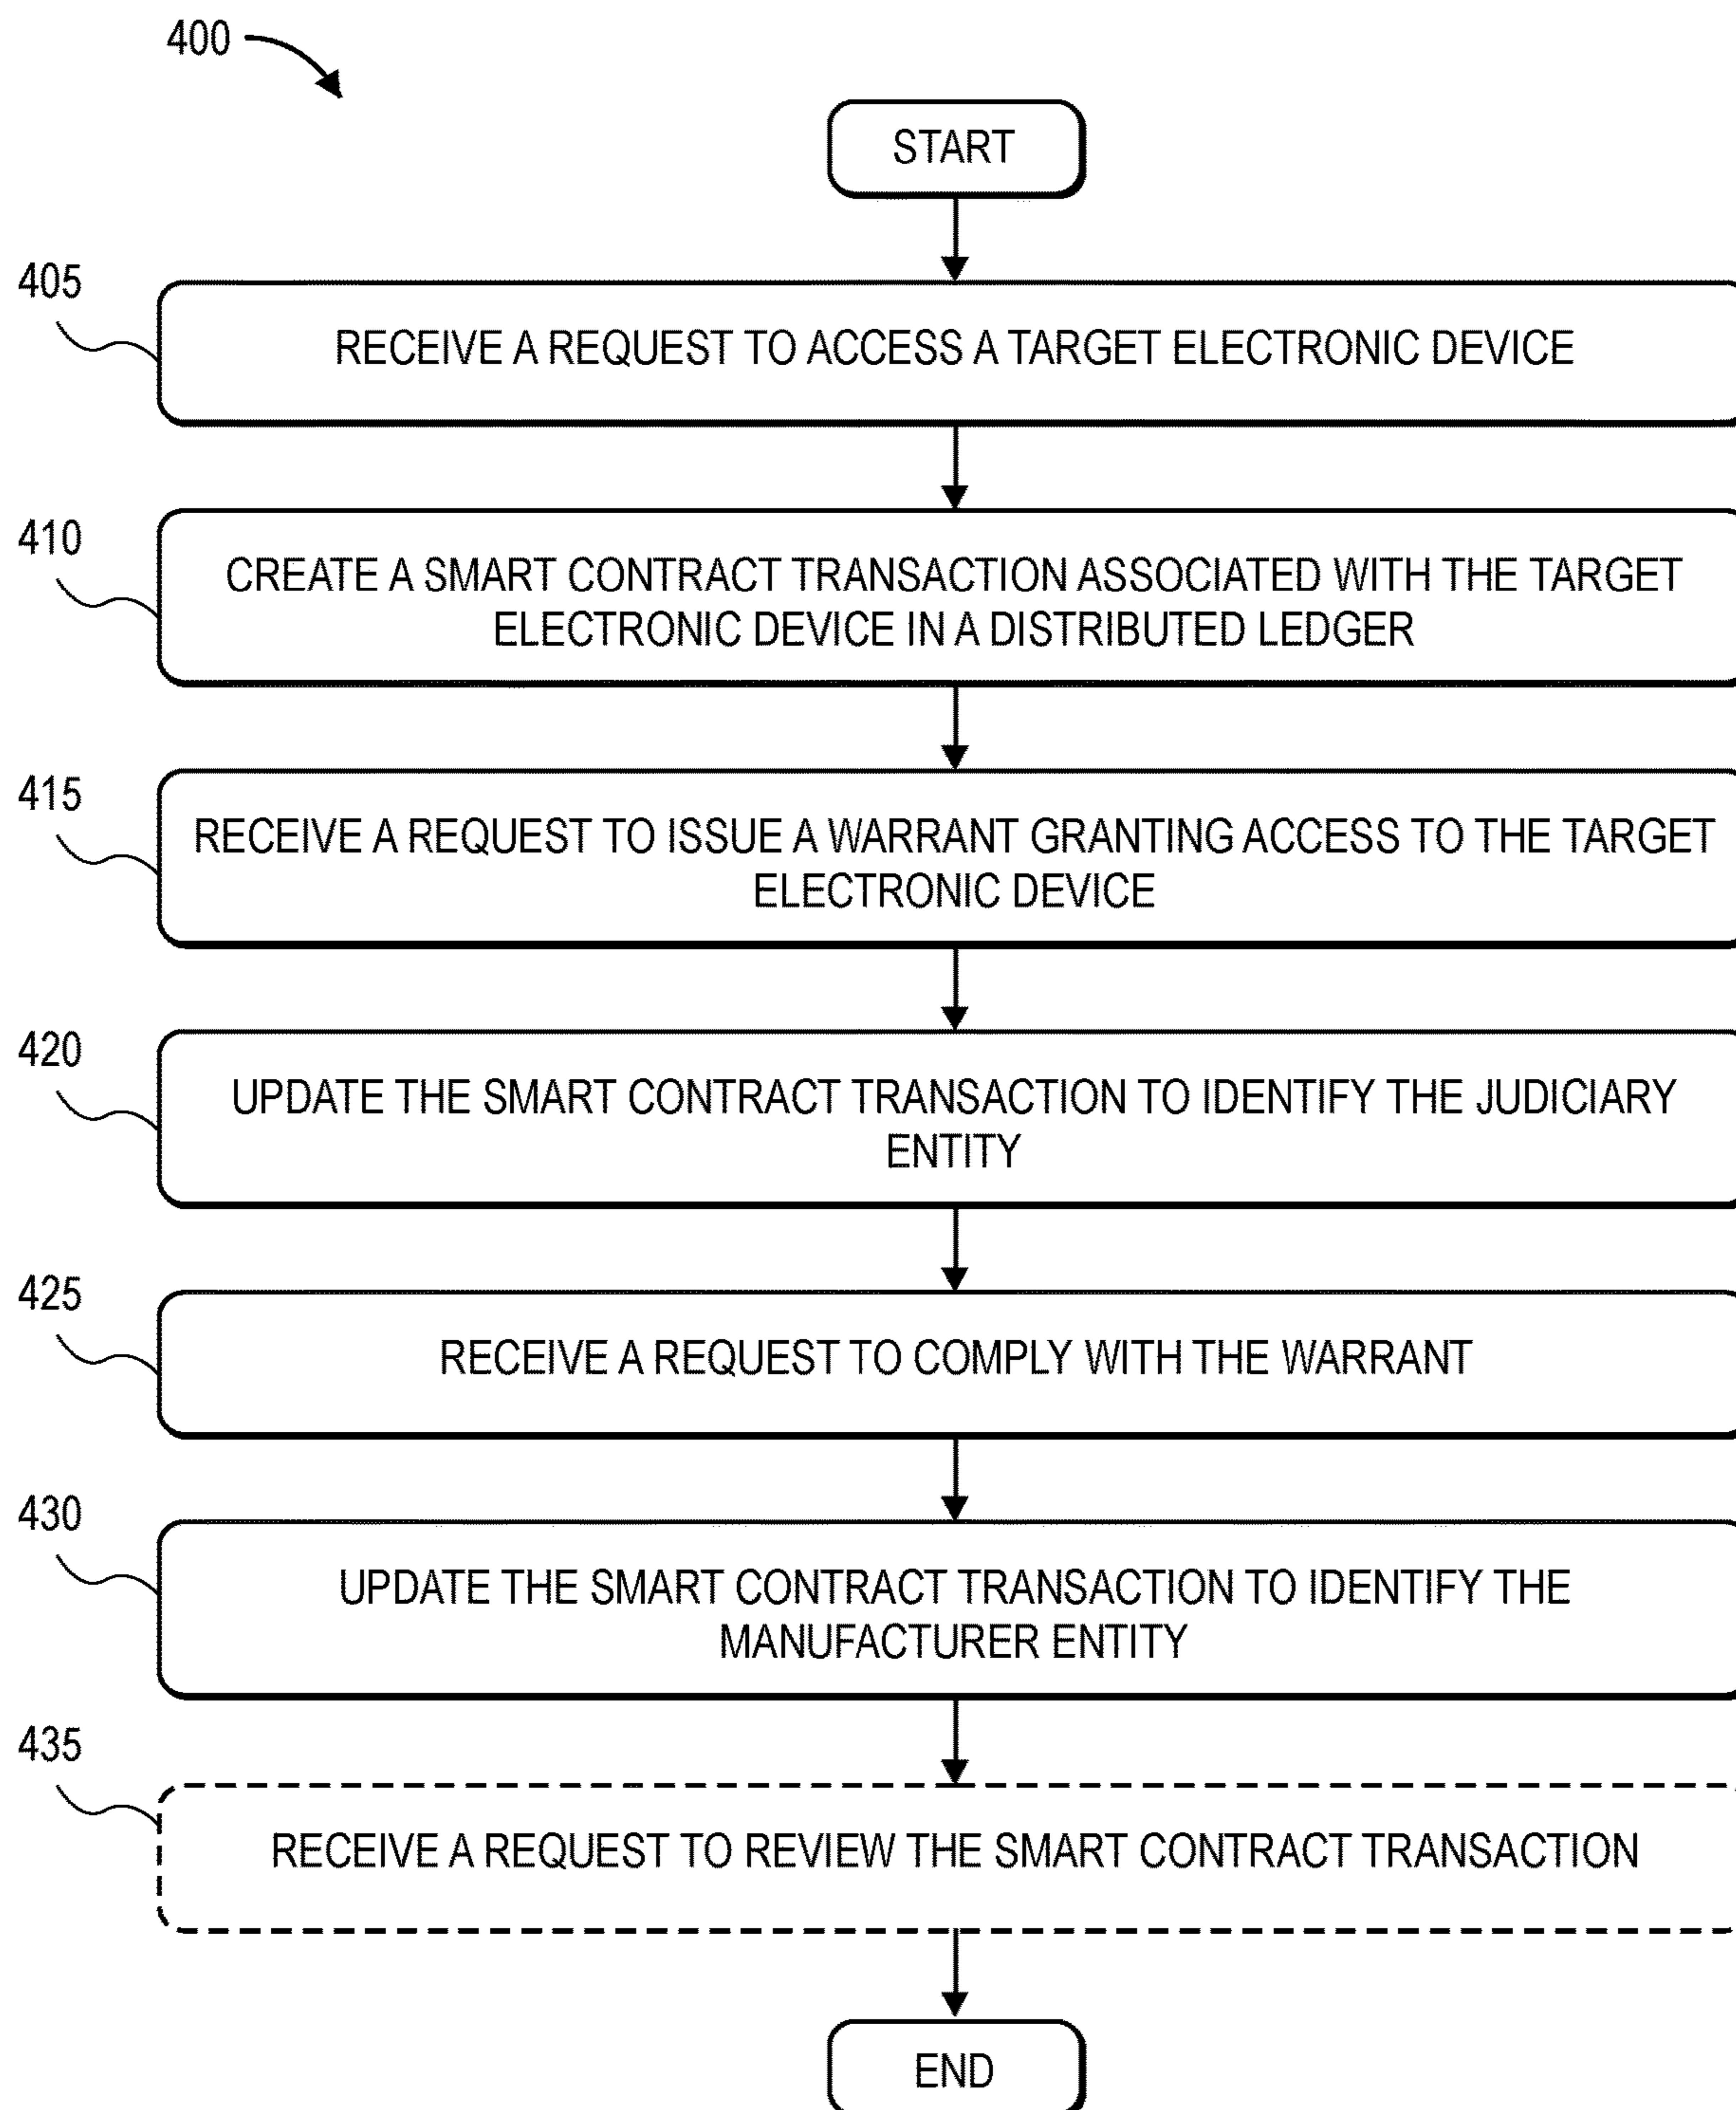 400
START
405
RECEIVE A REQUEST TO ACCESS A TARGET ELECTRONIC DEVICE
410
CREATE A SMART CONTRACT TRANSACTION ASSOCIATED WITH THE TARGET
ELECTRONIC DEVICE IN A DISTRIBUTED LEDGER
415
RECEIVE A REQUEST TO ISSUE A WARRANT GRANTING ACCESS TO THE TARGET
ELECTRONIC DEVICE
420
UPDATE THE SMART CONTRACT TRANSACTION TO IDENTIFY THE JUDICIARY
ENTITY
425
RECEIVE A REQUEST TO COMPLY WITH THE WARRANT
430
UPDATE THE SMART CONTRACT TRANSACTION TO IDENTIFY THE
MANUFACTURER ENTITY
435
RECEIVE A REQUEST TO REVIEW THE SMART CONTRACT TRANSACTION
END